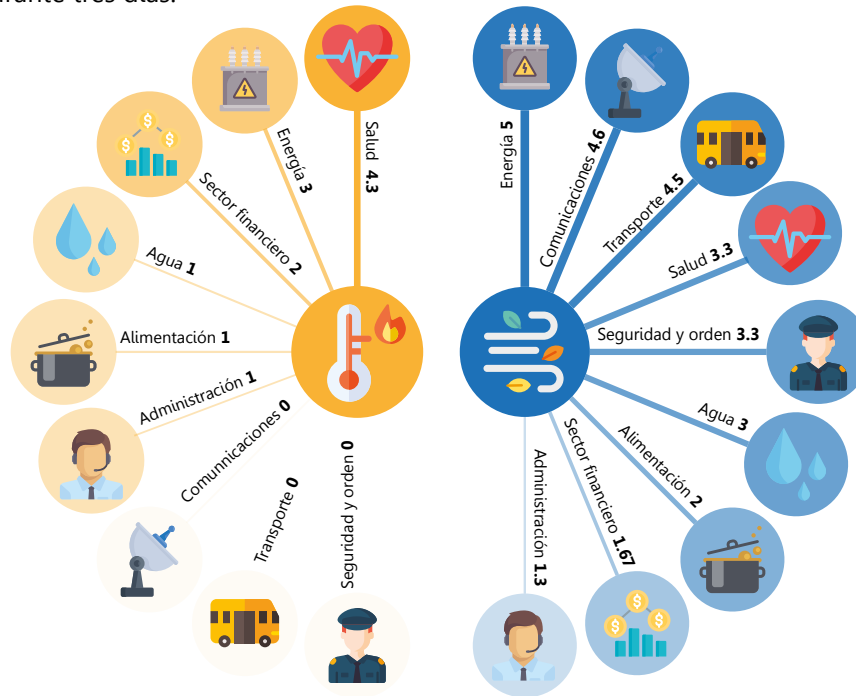 tres días.
Salud 4.3
Energía 3
Sector financiero 2
Agua 1
Alimentación 1
Administración 1
Comunnicaciones 0
Transporte 0
Seguridad y orden 0
Energía 5
Comunicaciones 4.6
Transporte 4.5
Salud 3.3
Seguridad y orden 3.3
Agua 3
Alimentación 2
Sector financiero 1.67
Administración 1.3